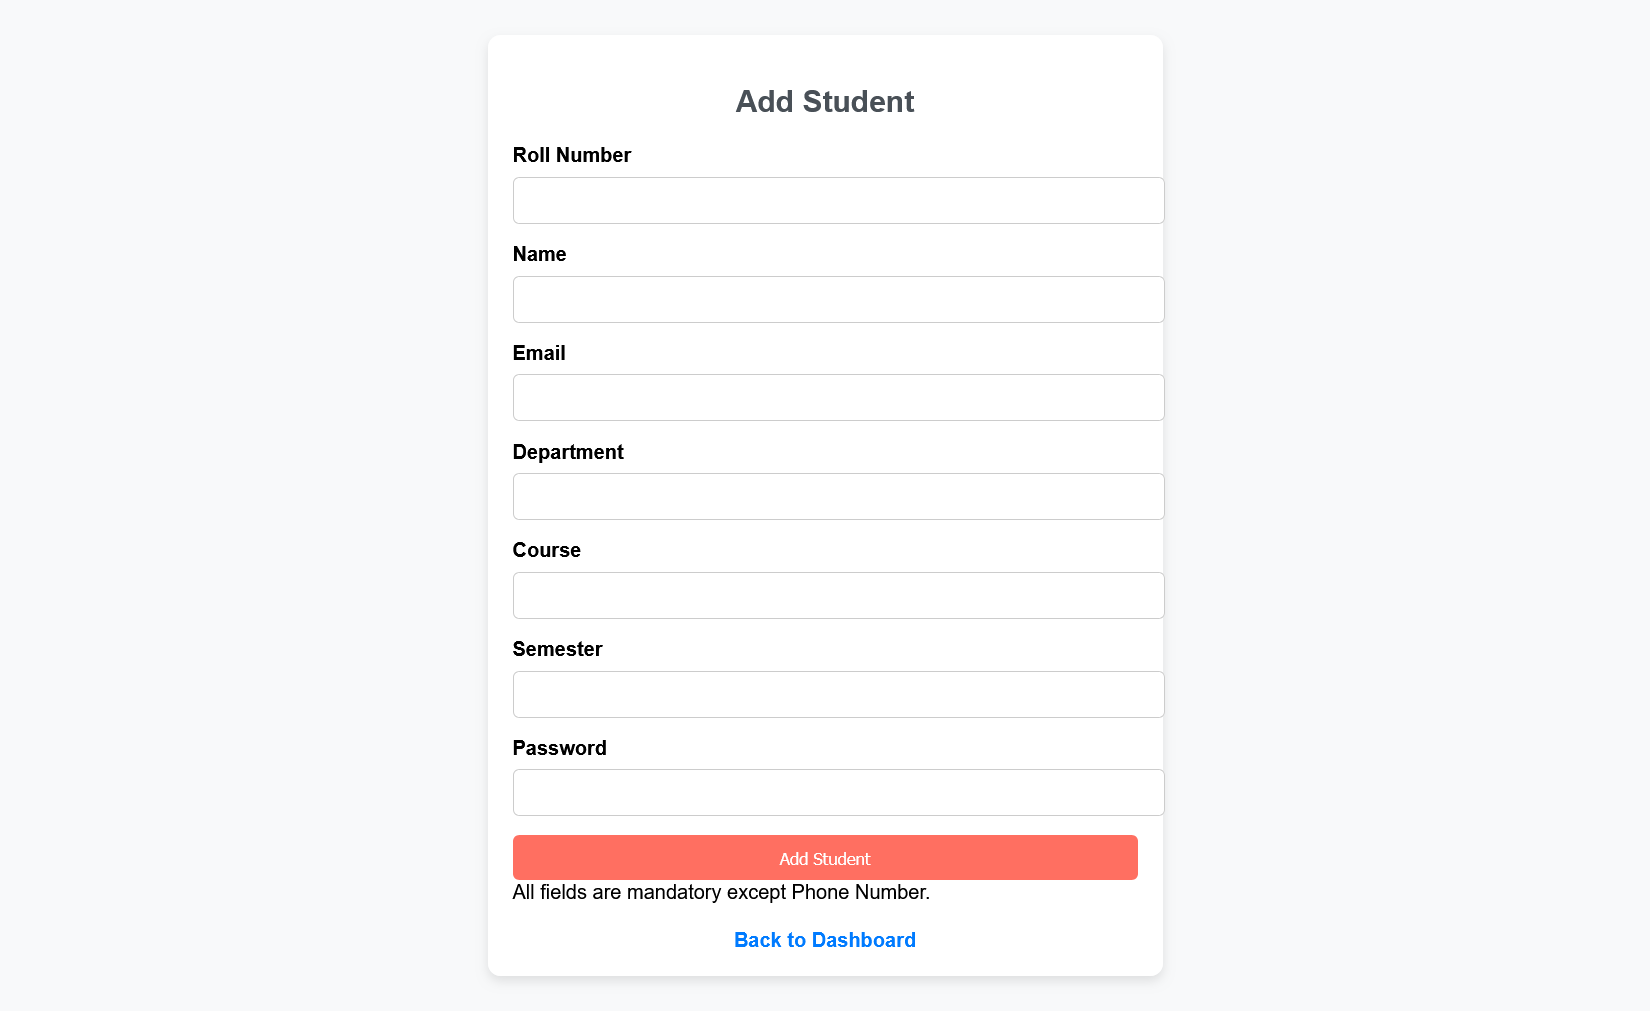 Add Student
Roll Number
Name
Email
Department
Course
Semester
Password
Add Student
All fields are mandatory except Phone Number.
Back to Dashboard